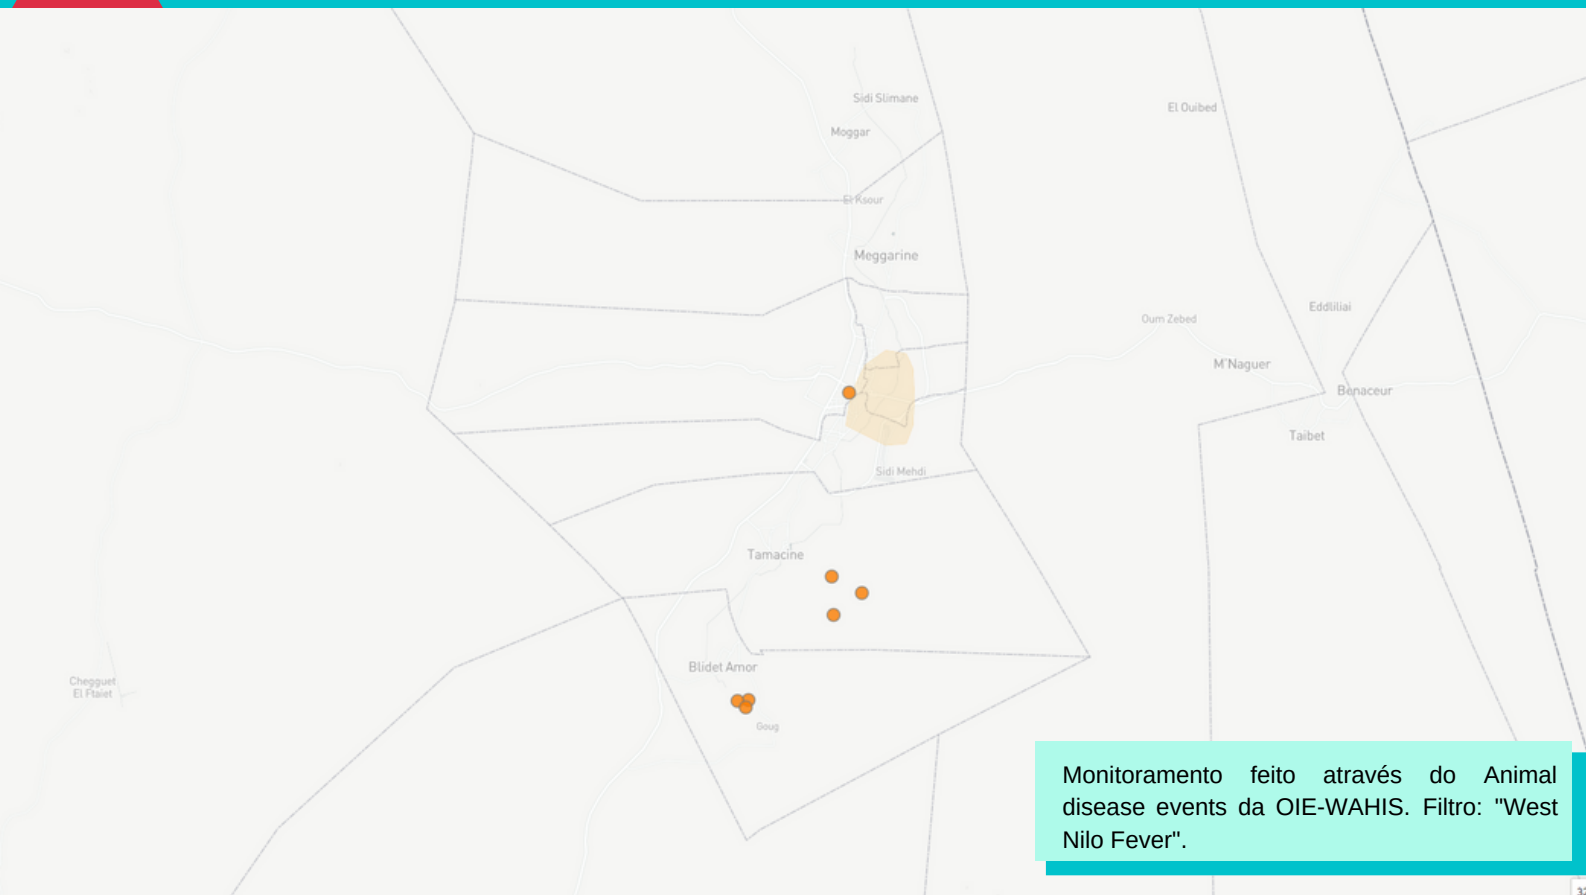 Sidi Slimane
El Ouibed
Moggar
El Ksour
Meggarine
Eddliliai
Oum Zebed
M'Naguer
Benaceur
Taibet
Sidi Mehdi
Tamacine
Blidet Amor
Chegguet
El Ftaiet
Goug
Monitoramento feito através do Animal
disease events da OIE-WAHIS. Filtro: "West
Nilo Fever".